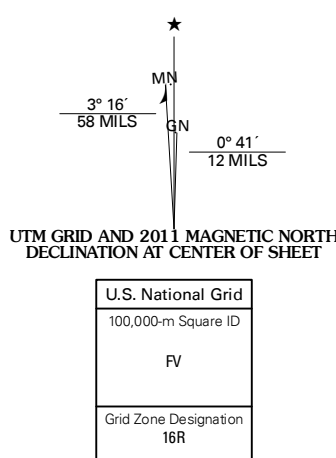 ★
MN
3° 16´
58 MILS
GN
0° 41´
12 MILS
UTM GRID AND 2011 MAGNETIC NORTH
DECLINATION AT CENTER OF SHEET
U.S. National Grid
100,000-m Square ID
FV
Grid Zone Designation
16R